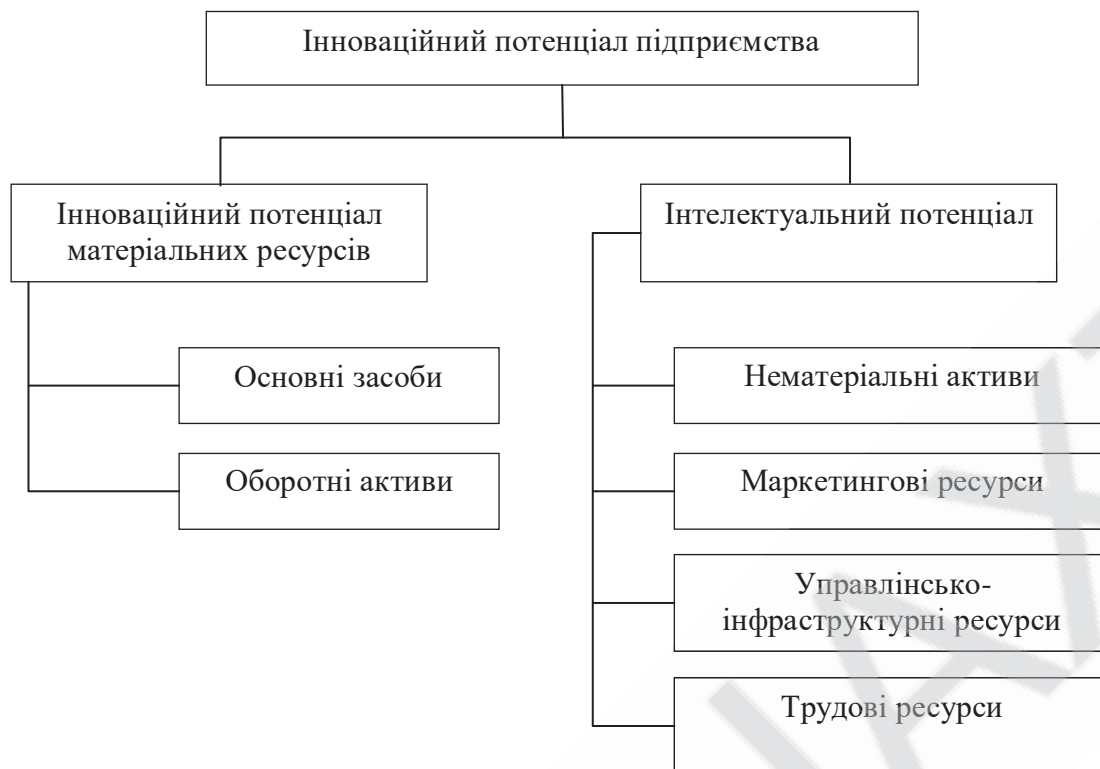 Інноваційний потенціал підприємства
Інноваційний потенціал
матеріальних ресурсів
Основні засоби
Оборотні активи
Інтелектуальний потенціал
Нематеріальні активи
Маркетингові ресурси
Управлінсько-
інфраструктурні ресурси
Трудові ресурси